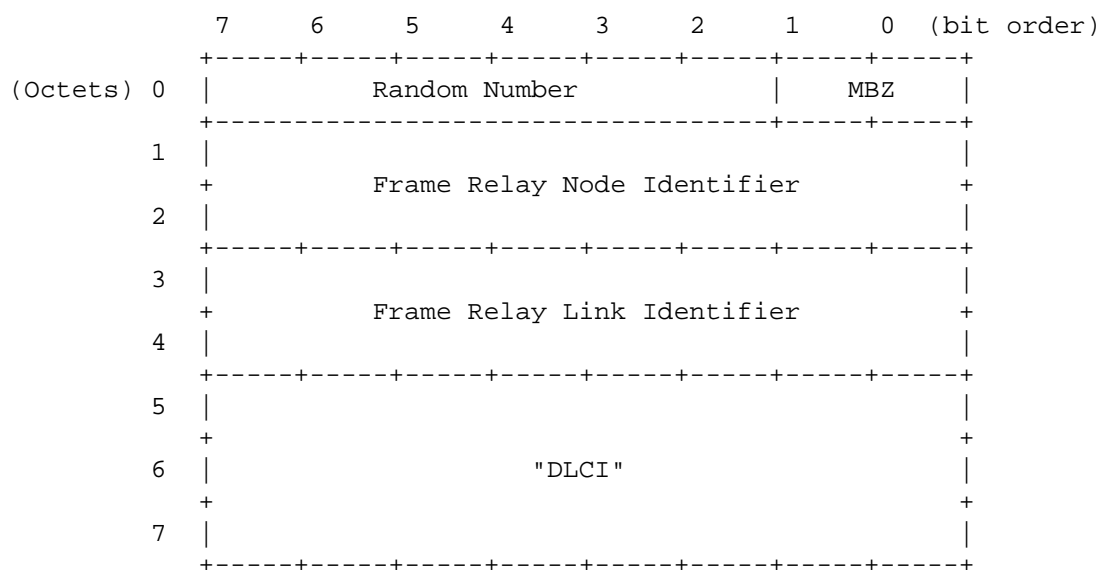 7 6 5 4 3 2 1 0 (bit order)
+-----+-----+-----+-----+-----+-----+-----+-----+
(Octets) 0 | Random Number | MBZ |
+-----------------------------------+-----+-----+
1 | |
+ Frame Relay Node Identifier +
2 | |
+-----+-----+-----+-----+-----+-----+-----+-----+
3 | |
+ Frame Relay Link Identifier +
4 | |
+-----+-----+-----+-----+-----+-----+-----+-----+
5 | |
+ +
6 | "DLCI" |
+ +
7 | |
+-----+-----+-----+-----+-----+-----+-----+-----+